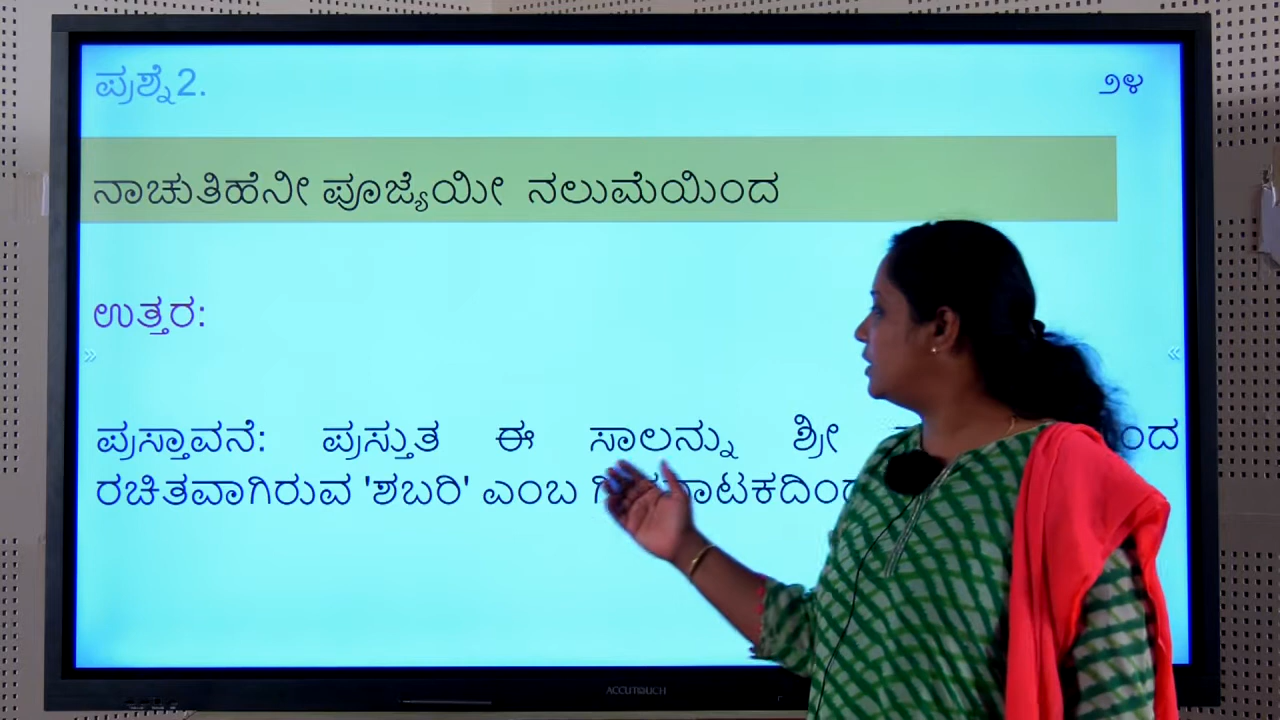 ಪ್ರಶ್ನೆ 2. ೨೪
ನಾಚುತಿಹೆನೀ ಪೂಜ್ಯೆಯೀ ನಲುಮೆಯಿಂದ
ಉತ್ತರ:
ಪ್ರಸ್ತಾವನೆ: ಪ್ರಸ್ತುತ ಈ ಸಾಲನ್ನು ಶ್ರೀ
ರಚಿತವಾಗಿರುವ 'ಶಬರಿ' ಎಂಬ
ACCUTOUCH